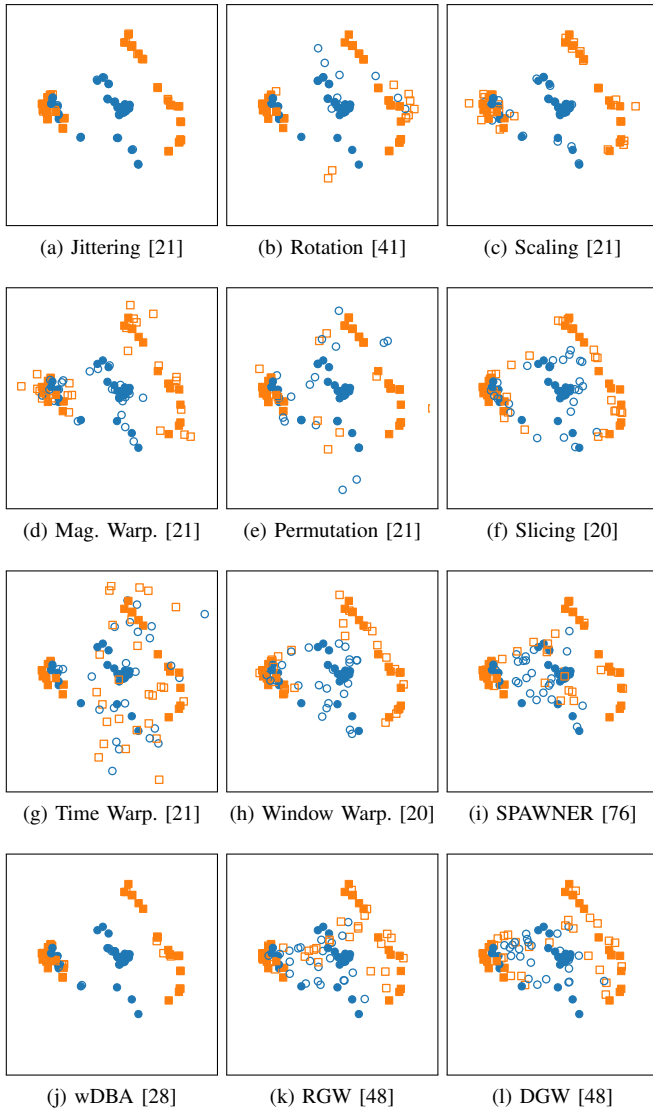 (a) Jittering [21]
(b) Rotation [41]
(c) Scaling [21]
(d) Mag. Warp. [21]
(e) Permutation [21]
(f) Slicing [20]
(g) Time Warp. [21]
(h) Window Warp. [20]
(i) SPAWNER [76]
(j) wDBA [28]
(k) RGW [48]
(l) DGW [48]